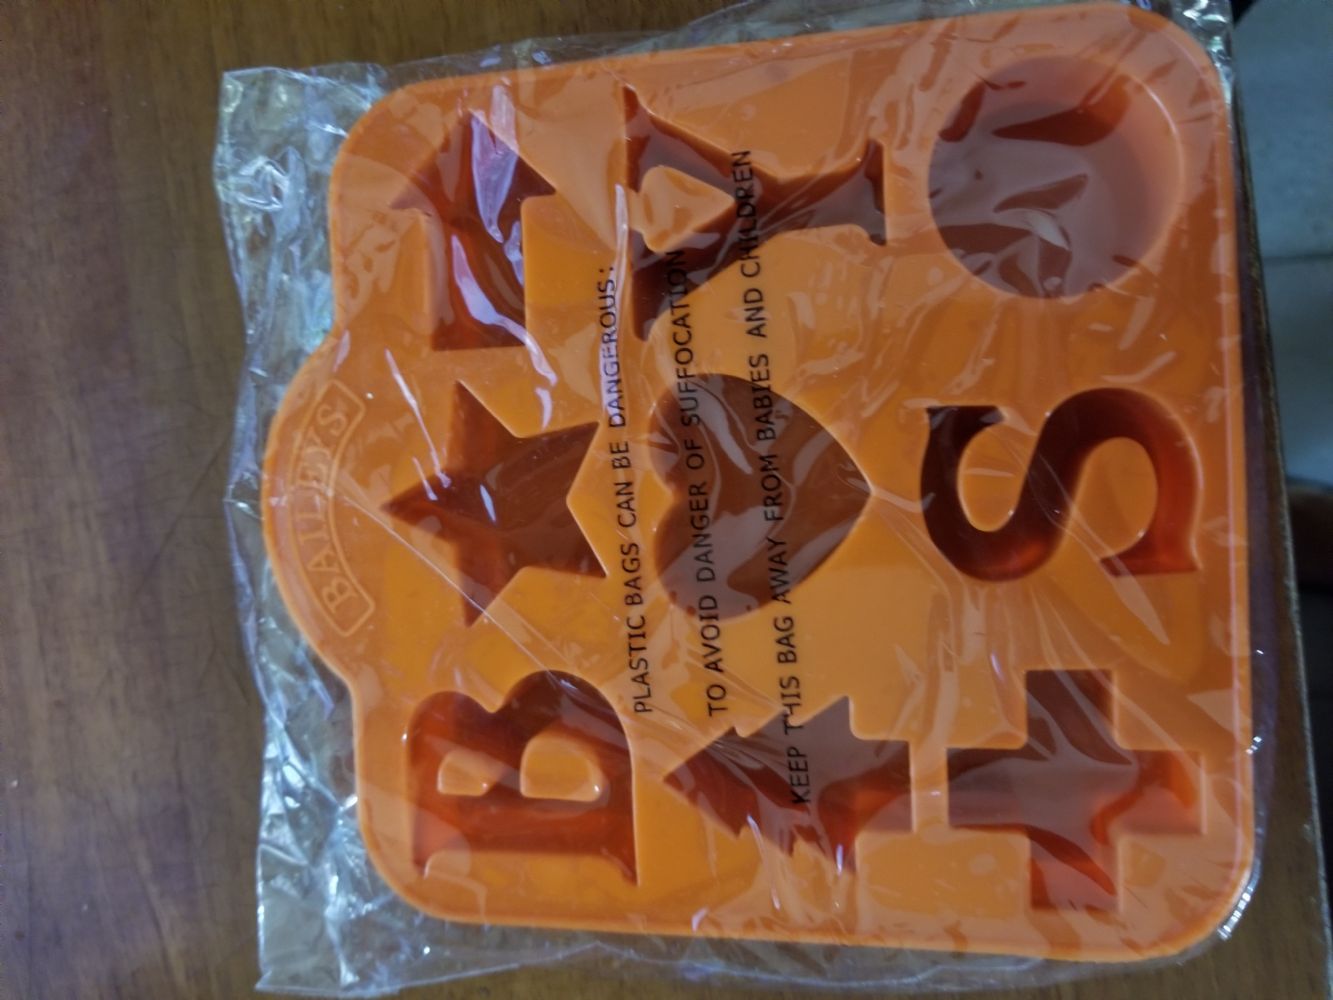 BAILEYS
B
Y
PLASTIC BAGS CAN BE DANGEROUS:
TO AVOID DANGER OF SUFFOCATION
KEEP THIS BAG AWAY FROM BABIES AND CHILDREN
S